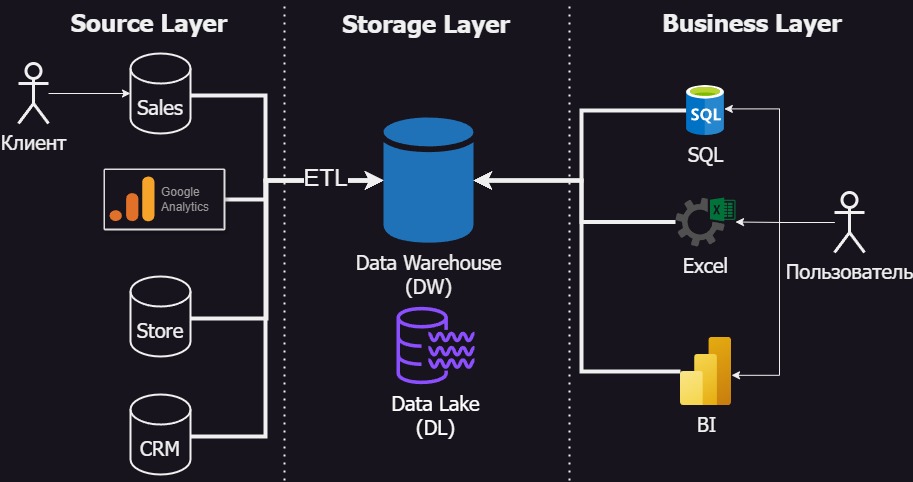 Source Layer
Storage Layer
Business Layer
Клиент
Sales
Google
Analytics
Store
CRM
ETL
Data Warehouse
(DW)
Data Lake
(DL)
SQL
SQL
X
Excel
BI
Пользователь